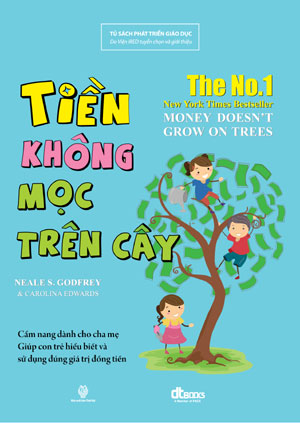 TỦ SÁCH PHÁT TRIỂN GIÁO DỤC
Do Viện IRED tuyển chọn và giới thiệu
The No.1
New York Times Bestseller
MONEY DOESN'T
GROW ON TREES
TIỀN
KHÔNG
MỌC
TRÊN CÂY
NEALE S. GODFREY
& CAROLINA EDWARDS
Cẩm nang dành cho cha mẹ
Giúp con trẻ hiểu biết và
sử dụng đúng giá trị đồng tiền
dtBOOKS